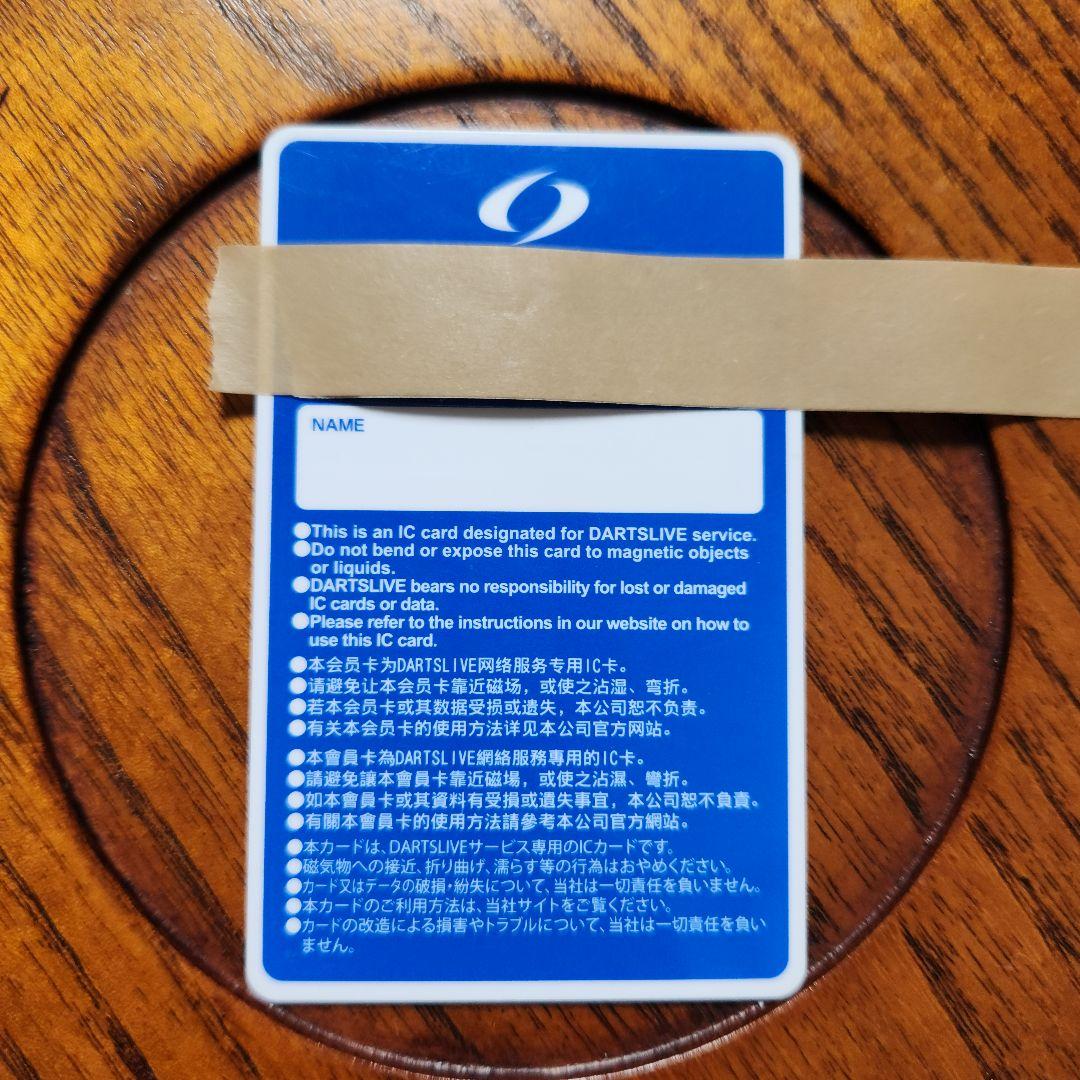 NAME
●This is an IC card designated for DARTSLIVE service.
●Do not bend or expose this card to magnetic objects
or liquids.
●DARTSLIVE bears no responsibility for lost or damaged
IC cards or data.
●Please refer to the instructions in our website on how to
use this IC card.
●本会员卡为DARTSLIVE网络服务专用IC卡。
●请避免让本会员卡靠近磁场，或使之沾湿、弯折。
●若本会员卡或其数据受损或遗失，本公司恕不负责。
●有关本会员卡的使用方法详见本公司官方网站。
●本會員卡為DARTSLIVE網絡服務專用的IC卡。
●請避免讓本會員卡靠近磁場，或使之沾濕、彎折。
●如本會員卡或其資料有受損或遺失事宜，本公司恕不負責。
●有關本會員卡的使用方法請參考本公司官方網站。
●本カードは、DARTSLIVEサービス専用のICカードです。
●磁気物への接近、折り曲げ、濡らす等の行為はおやめください。
●カード又はデータの破損・紛失について、当社は一切責任を負いません。
●本カードのご利用方法は、当社サイトをご覧ください。
●カードの改造による損害やトラブルについて、当社は一切責任を負い
ません。